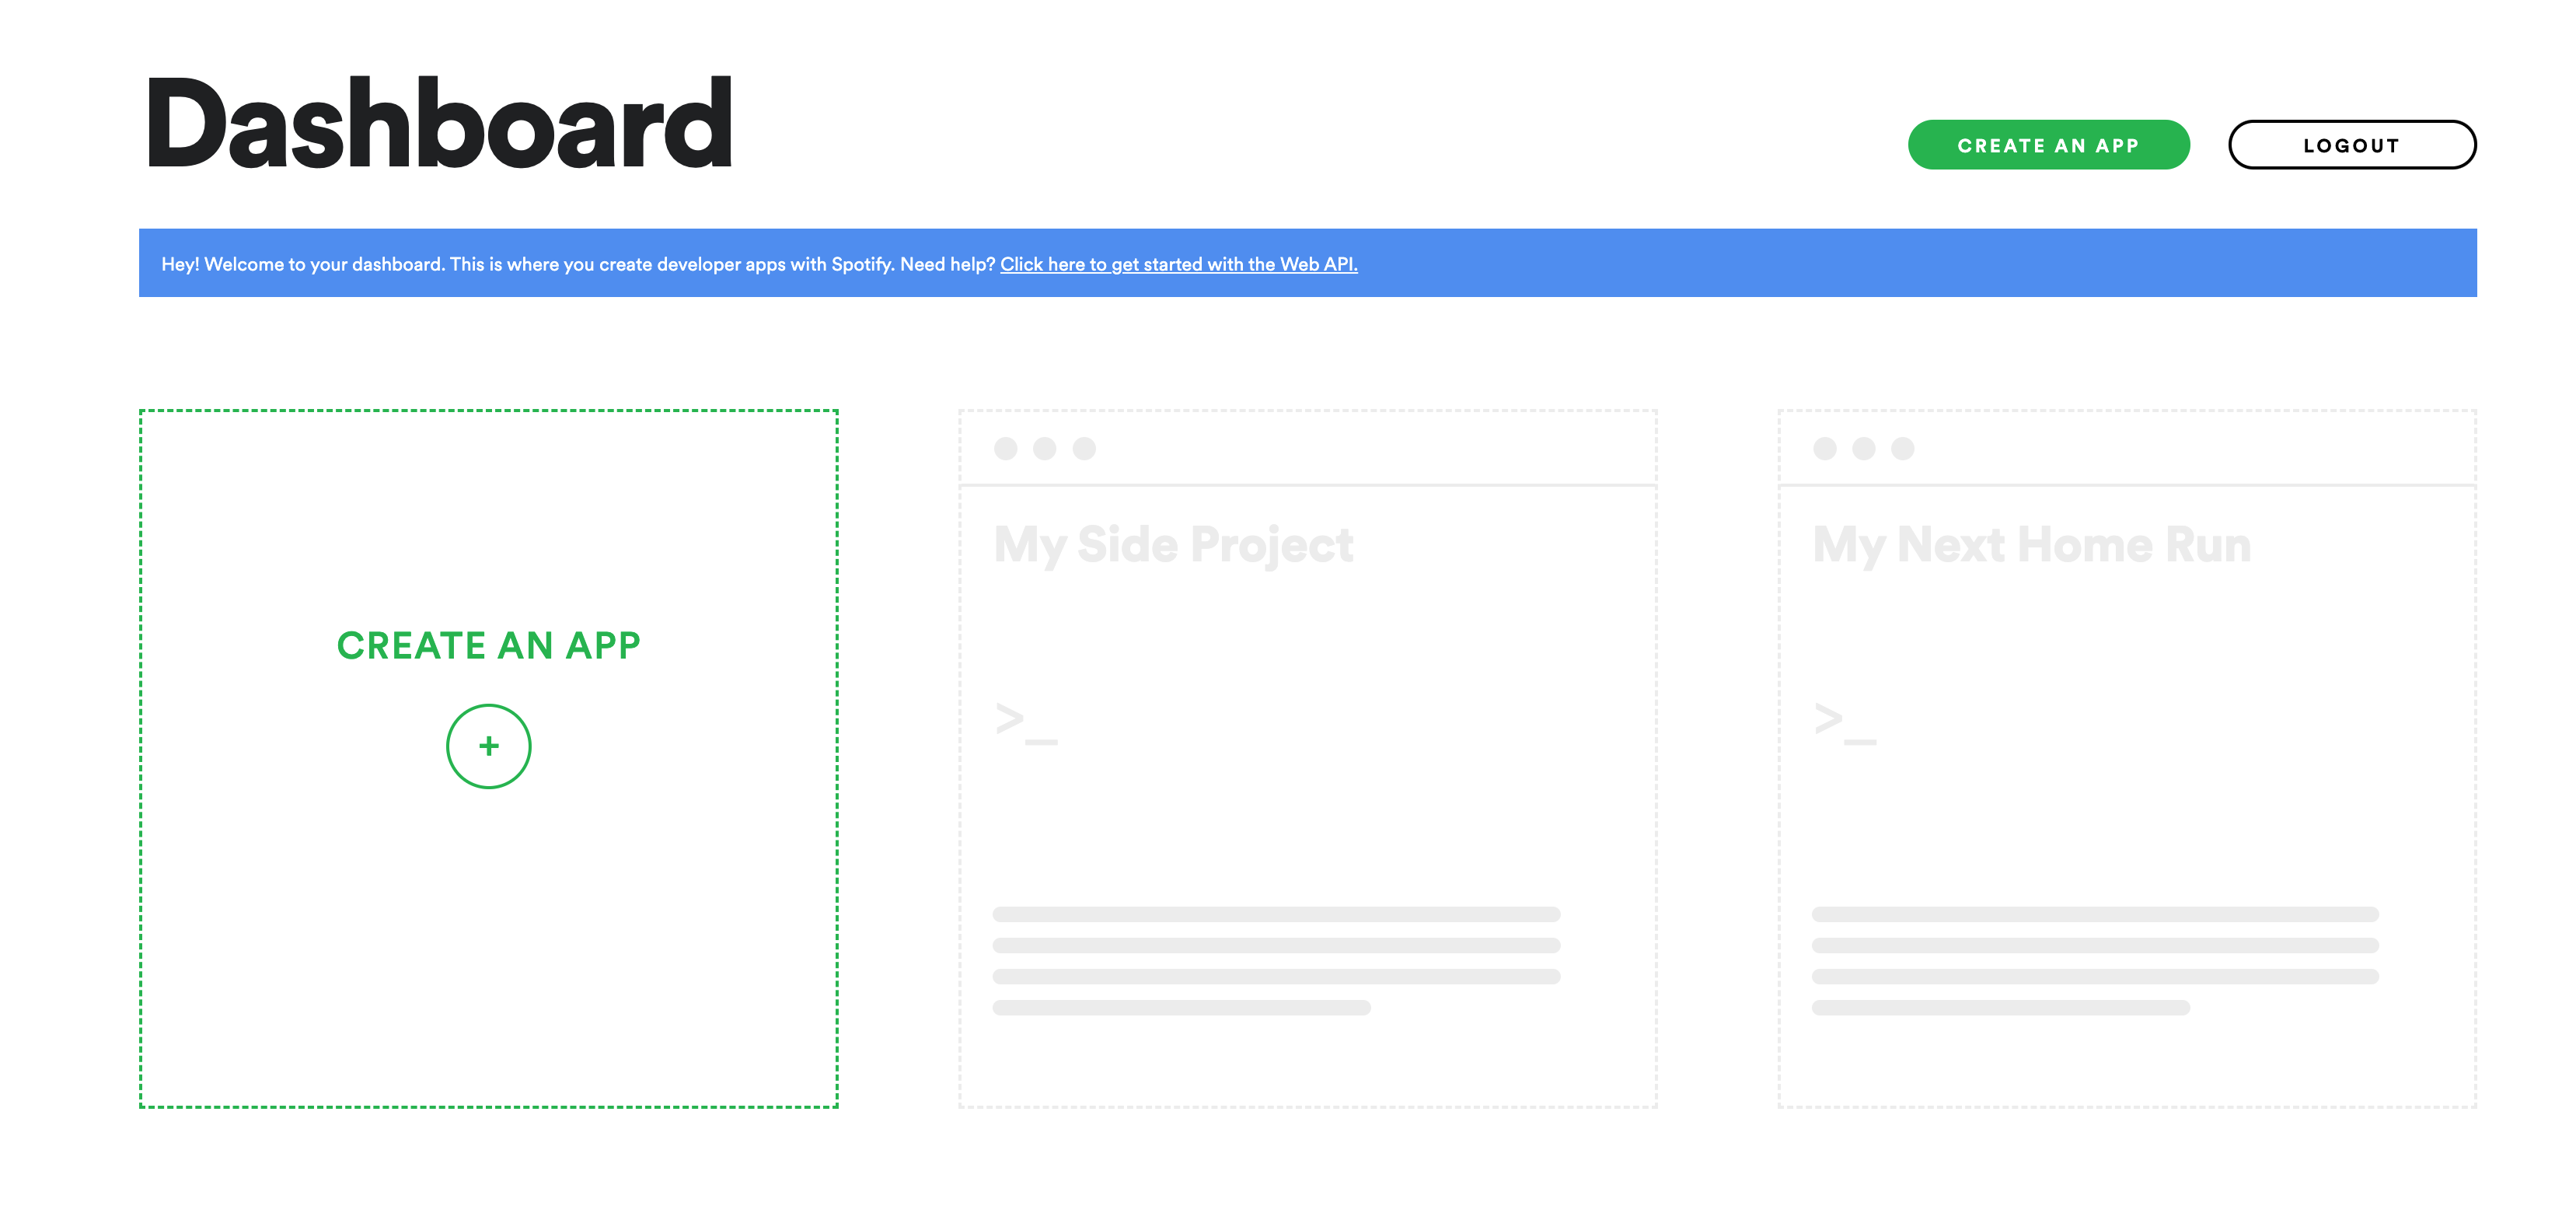 Dashboard
CREATE AN APP
LOGOUT
Hey! Welcome to your dashboard. This is where you create developer apps with Spotify. Need help? Click here to get started with the Web API.
CREATE AN APP
+
My Side Project
>_
My Next Home Run
>_